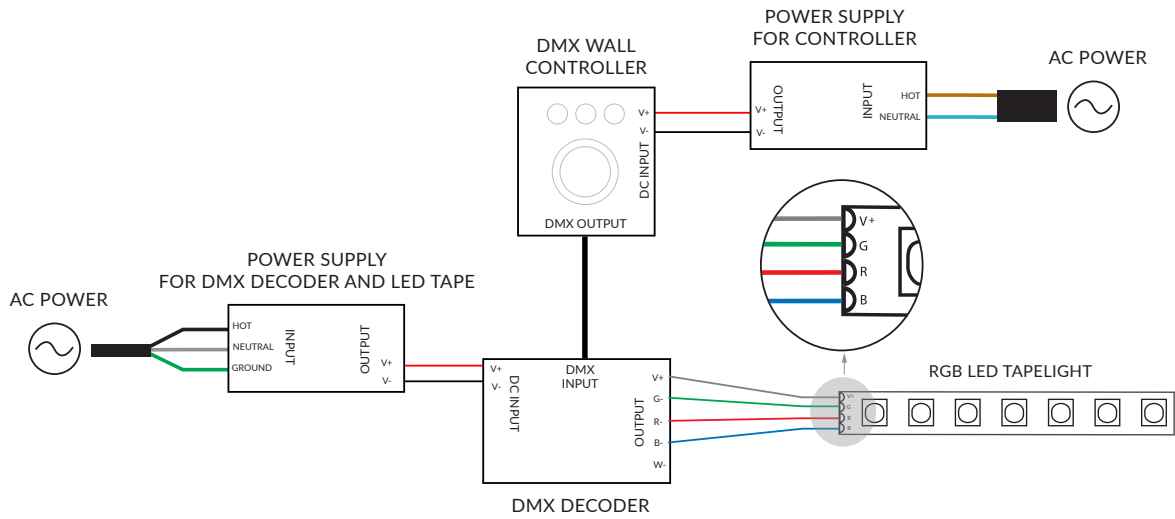 POWER SUPPLY
FOR CONTROLLER
DMX WALL
CONTROLLER
AC POWER
V+
V-
DC INPUT
DMX OUTPUT
V+
V-
OUTPUT
INPUT
HOT
NEUTRAL
V+
G
R
B
POWER SUPPLY
FOR DMX DECODER AND LED TAPE
AC POWER
HOT
NEUTRAL
GROUND
INPUT
OUTPUT
V+
V-
V+
V-
DC INPUT
DMX
INPUT
OUTPUT
V+
G-
R-
B-
W-
DMX DECODER
RGB LED TAPELIGHT
V+
G
R
B